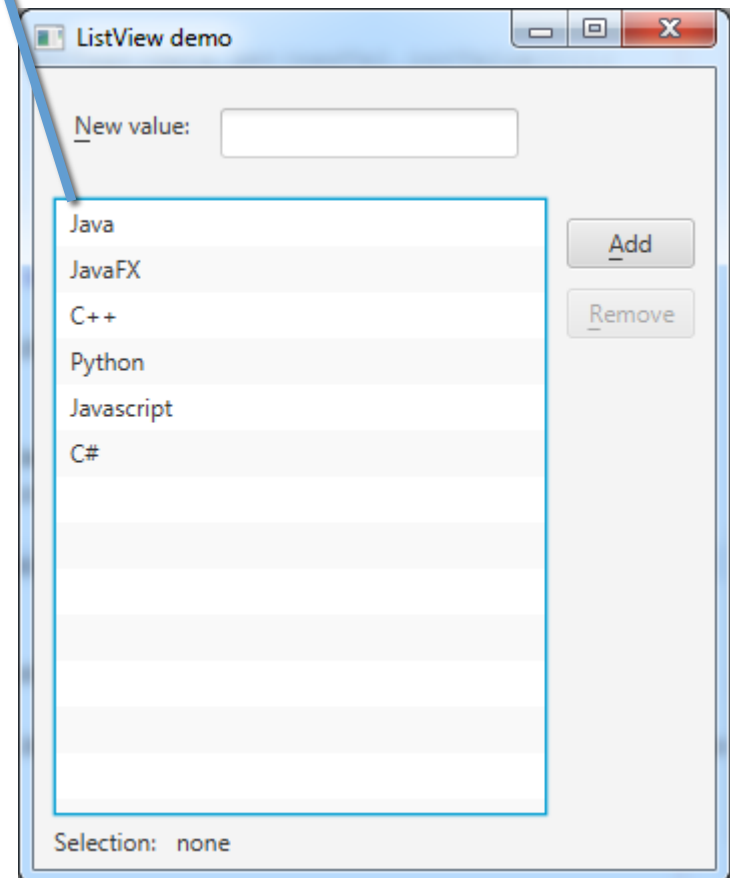 ListView demo
New value:
Java
Add
JavaFX
C++
Remove
Python
Javascript
C#
Selection: none